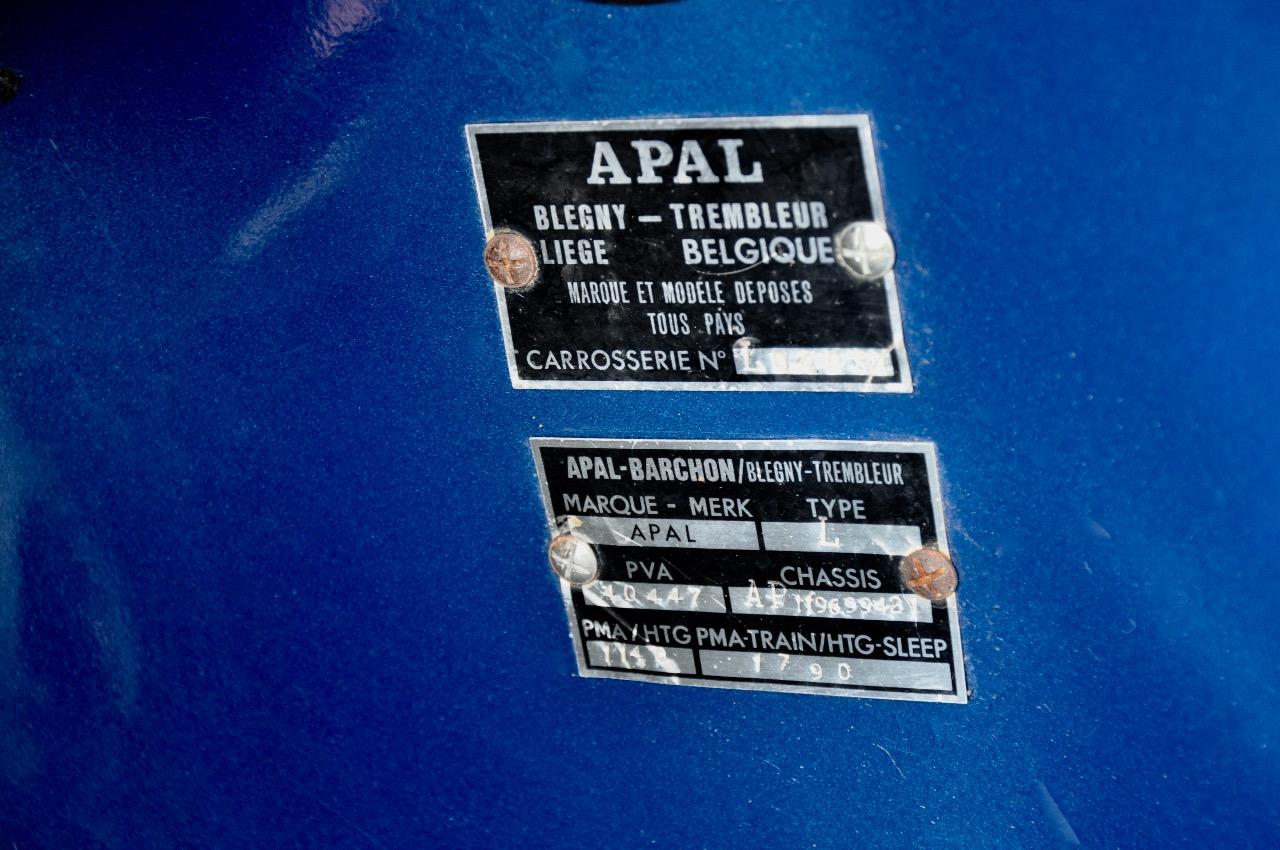 APAL
BLEGNY — TREMBLEUR
LIEGE BELGIQUE
MARQUE ET MODÈLE DEPOSES
TOUS PAYS
CARROSSERIE N° L
APAL-BARCHON/BLEGNY-TREMBLEUR
MARQUE - MERK TYPE
APAL L
PVA CHASSIS
40447
PMA/HTG PMA-TRAIN/HTG-SLEEP
1790